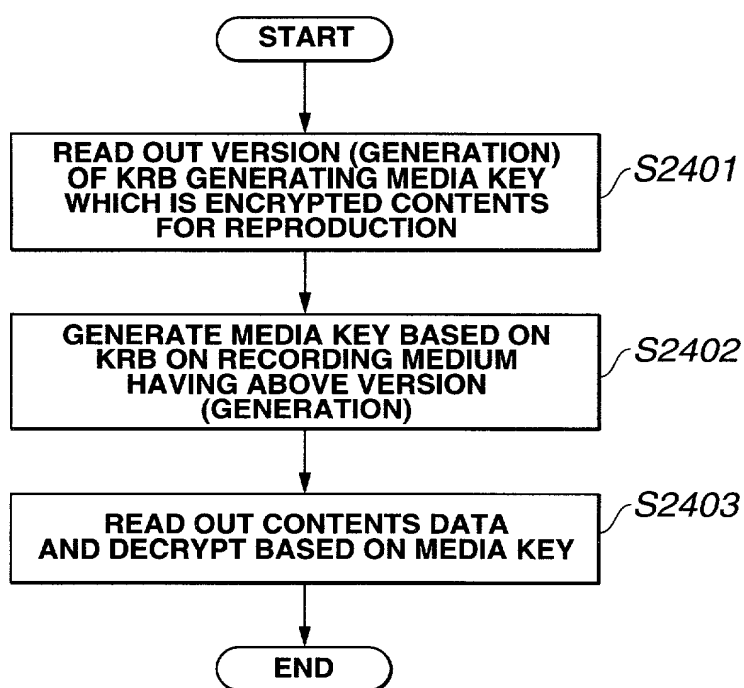 START
READ OUT VERSION (GENERATION)
OF KRB GENERATING MEDIA KEY
WHICH IS ENCRYPTED CONTENTS
FOR REPRODUCTION
S2401
GENERATE MEDIA KEY BASED ON
KRB ON RECORDING MEDIUM
HAVING ABOVE VERSION
(GENERATION)
S2402
READ OUT CONTENTS DATA
AND DECRYPT BASED ON MEDIA KEY
S2403
END